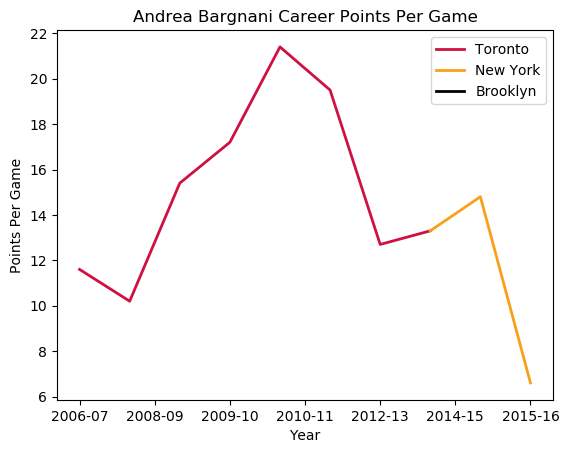 Andrea Bargnani Career Points Per Game
22
20
18
16
14
12
10
8
6
Points Per Game
Toronto
New York
Brooklyn
2006-07 2008-09 2009-10 2010-11 2012-13 2014-15 2015-16
Year